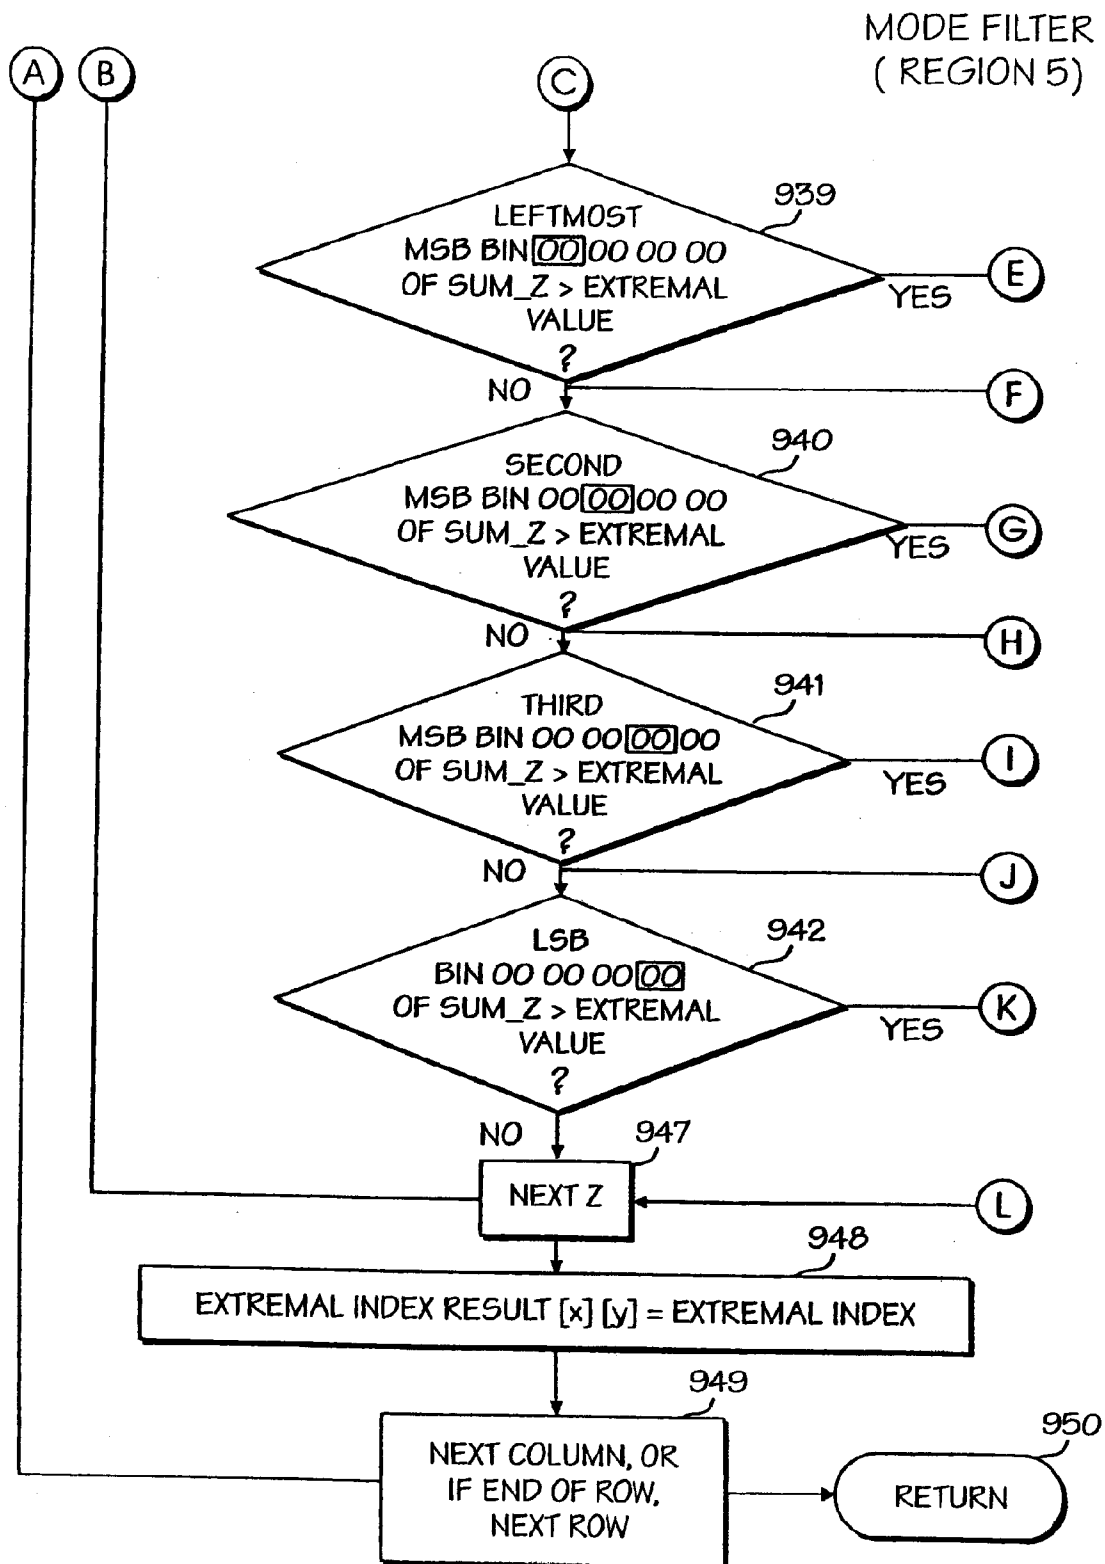 MODE FILTER
( REGION 5)
A
B
C
939
LEFTMOST
MSB BIN 00 00 00 00
OF SUM_Z > EXTREMAL
VALUE
?
YES
E
NO
F
940
SECOND
MSB BIN 00 00 00 00
OF SUM_Z > EXTREMAL
VALUE
?
YES
G
NO
H
941
THIRD
MSB BIN 00 00 00 00
OF SUM_Z > EXTREMAL
VALUE
?
YES
I
NO
J
942
LSB
BIN 00 00 00 00
OF SUM_Z > EXTREMAL
VALUE
?
YES
K
NO
947
NEXT Z
L
948
EXTREMAL INDEX RESULT [x] [y] = EXTREMAL INDEX
949
NEXT COLUMN, OR
IF END OF ROW,
NEXT ROW
950
RETURN